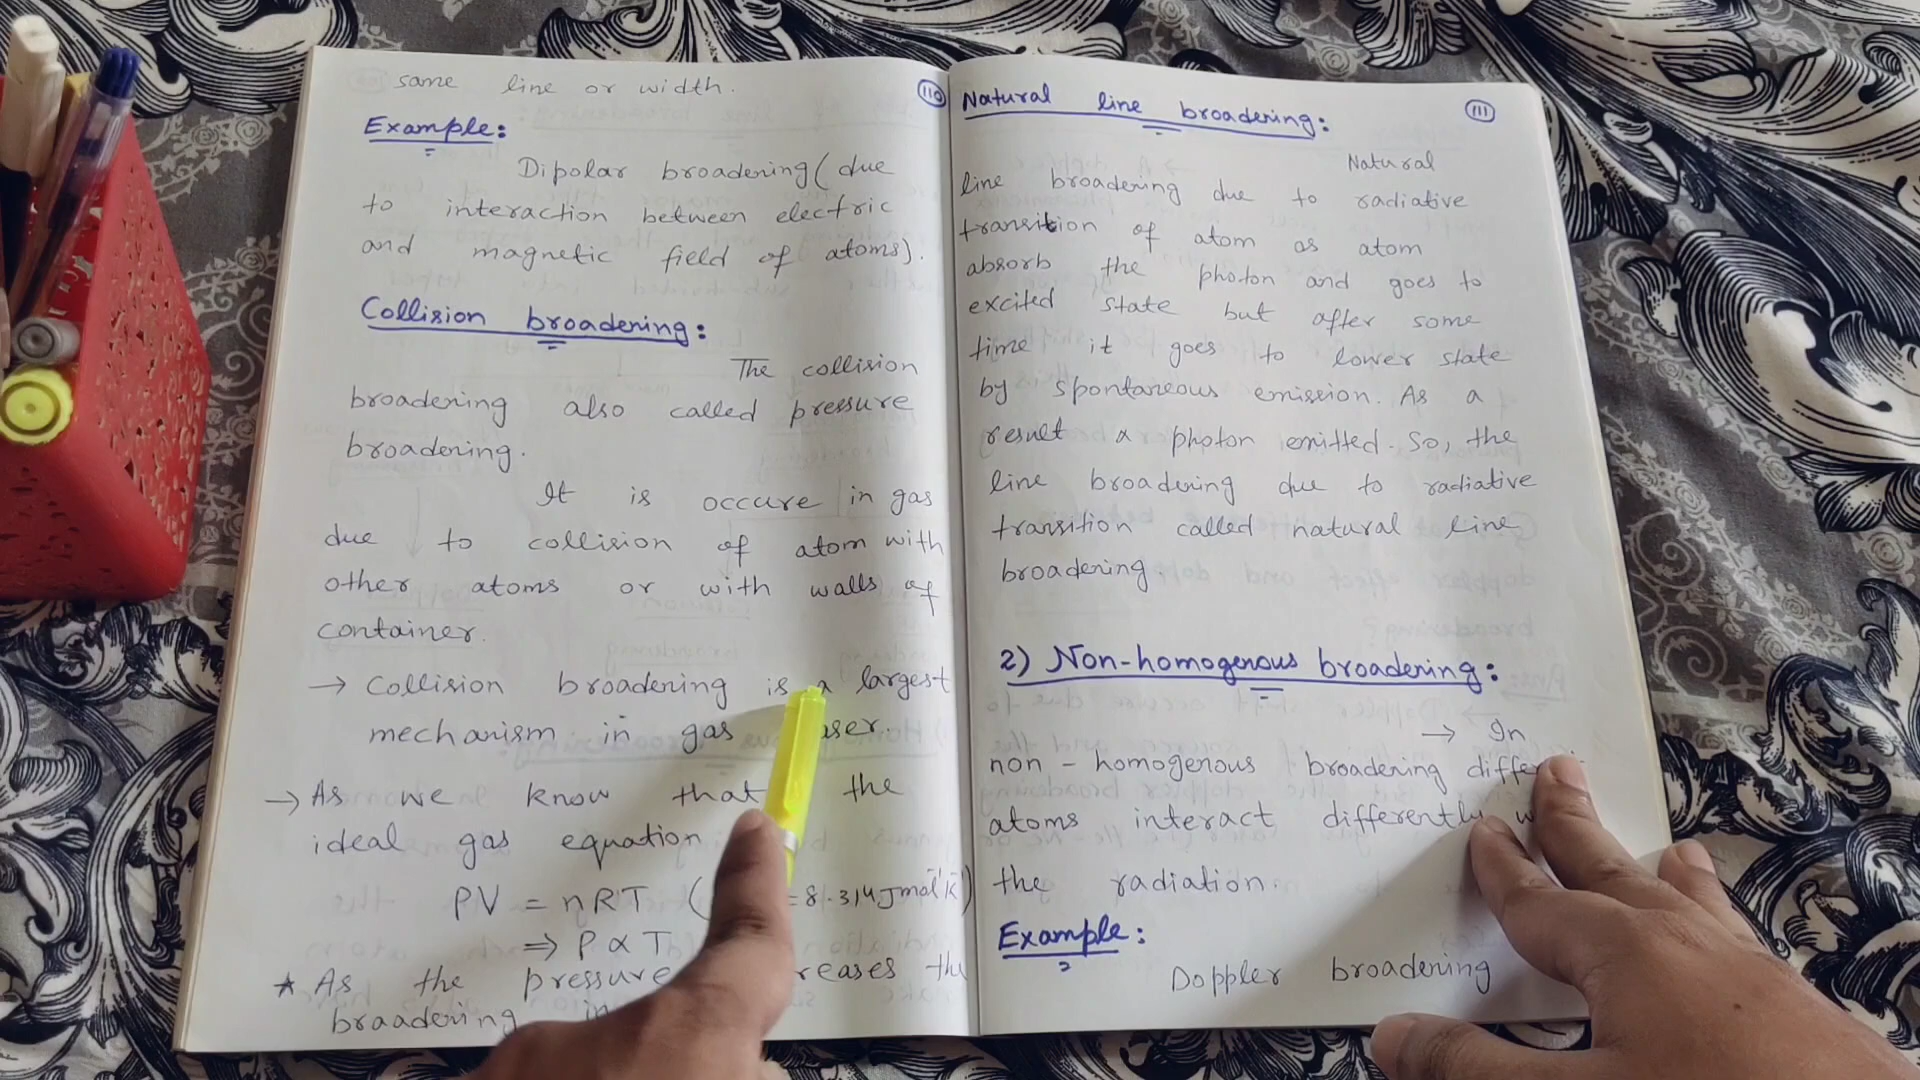 same line or width.
110
Example:
Dipolar broadening (due
to interaction between electric
and magnetic field of atoms).
Collision broadening:
The collision
broadening also called pressure
broadening.
It is occure in gas
due to collision of atom with
other atoms or with walls of
container.
→ Collision broadening is a largest
mechanism in gas
→ As we know that the
ideal gas equation
PV = nRT ( = 8.314 Jmol⁻¹K⁻¹)
⇒ P ∝ T
* As the pressure the
braadening
Natural line broadening:
111
Natural
line broadening due to radiative
transition of atom as atom
absorb the photon and goes to
excited state but after some
time it goes to lower state
by spontaneous emission. As a
result a photon emitted. So, the
line broadening due to radiative
transition called natural line
broadening.
2) Non-homogenous broadening:
→ In
non-homogenous broadening
atoms interact differently
the radiation.
Example:
Doppler broadening